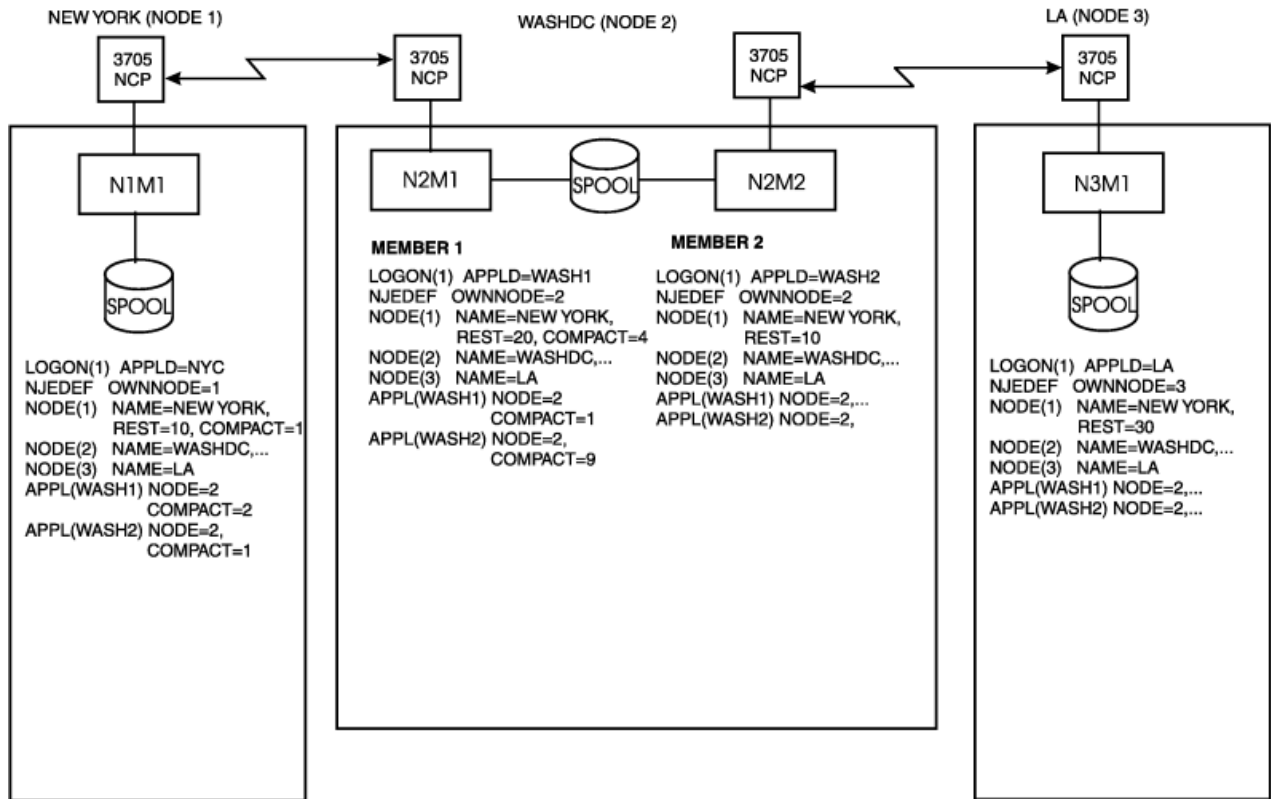 NEW YORK (NODE 1)
WASHDC (NODE 2)
LA (NODE 3)
3705
NCP
3705
NCP
3705
NCP
3705
NCP
N1M1
SPOOL
LOGON(1) APPLD=NYC
NJEDEF OWNNODE=1
NODE(1) NAME=NEW YORK,
REST=10, COMPACT=1
NODE(2) NAME=WASHDC,...
NODE(3) NAME=LA
APPL(WASH1) NODE=2
COMPACT=2
APPL(WASH2) NODE=2,
COMPACT=1
N2M1
SPOOL
N2M2
MEMBER 1
LOGON(1) APPLD=WASH1
NJEDEF OWNNODE=2
NODE(1) NAME=NEW YORK,
REST=20, COMPACT=4
NODE(2) NAME=WASHDC,...
NODE(3) NAME=LA
APPL(WASH1) NODE=2
COMPACT=1
APPL(WASH2) NODE=2,
COMPACT=9
MEMBER 2
LOGON(1) APPLD=WASH2
NJEDEF OWNNODE=2
NODE(1) NAME=NEW YORK,
REST=10
NODE(2) NAME=WASHDC,...
NODE(3) NAME=LA
APPL(WASH1) NODE=2,...
APPL(WASH2) NODE=2,
N3M1
SPOOL
LOGON(1) APPLD=LA
NJEDEF OWNNODE=3
NODE(1) NAME=NEW YORK,
REST=30
NODE(2) NAME=WASHDC,...
NODE(3) NAME=LA
APPL(WASH1) NODE=2,...
APPL(WASH2) NODE=2,...